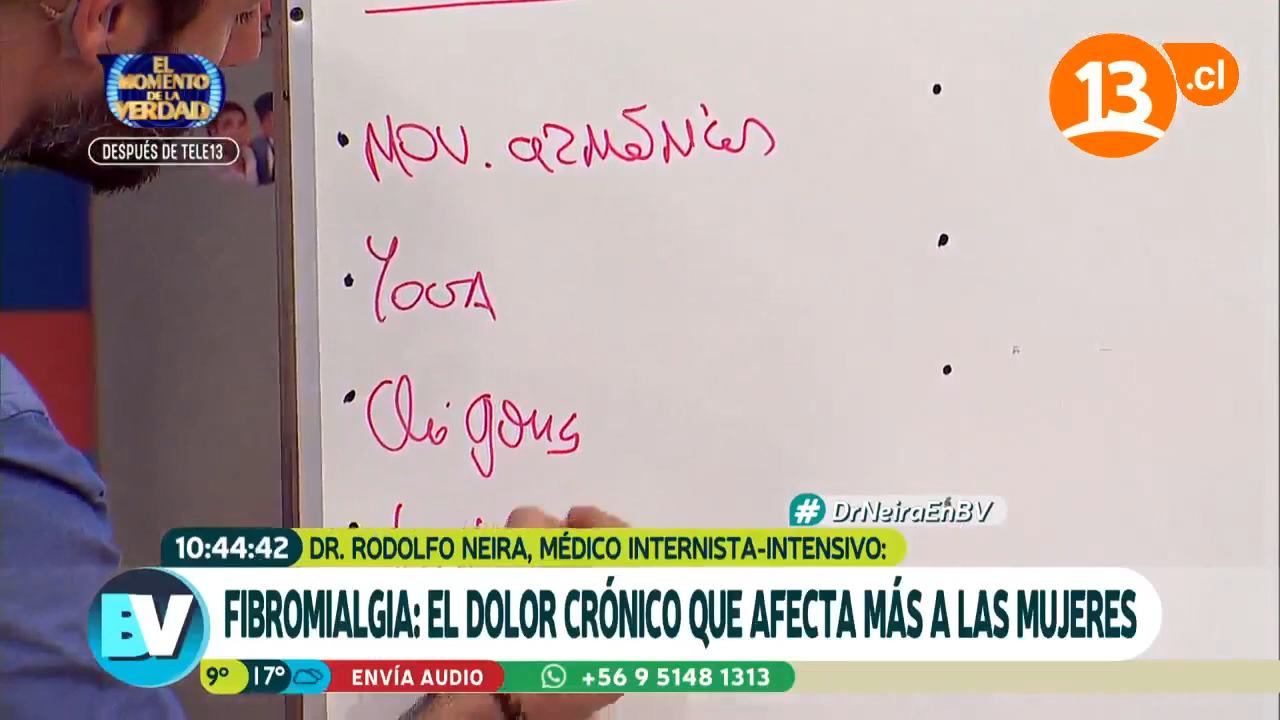 EL
MOMENTO
DE LA
VERDAD
DESPUÉS DE TELE13
13.cl
MOV. armónicos
YOGA
Chi gong
#DrNeiraEnBV
10:44:42 DR. RODOLFO NEIRA, MÉDICO INTERNISTA-INTENSIVO:
BV FIBROMIALGIA: EL DOLOR CRÓNICO QUE AFECTA MÁS A LAS MUJERES
9° 17° ENVÍA AUDIO +56 9 5148 1313